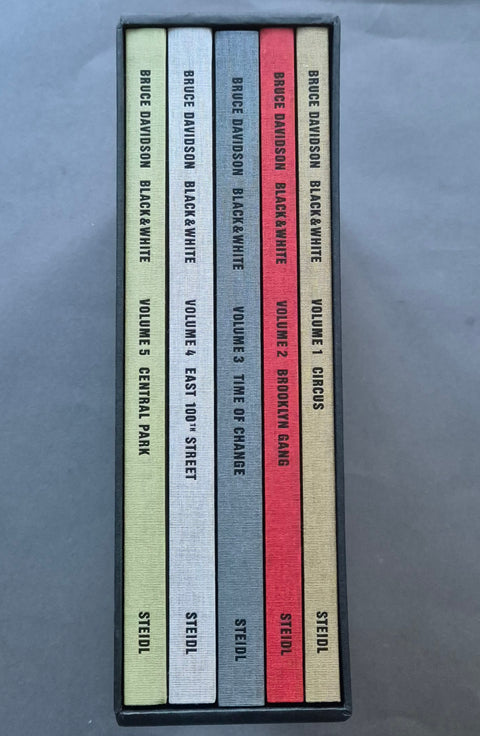 BRUCE DAVIDSON BLACK & WHITE VOLUME 5 CENTRAL PARK STEIDL
BRUCE DAVIDSON BLACK & WHITE VOLUME 4 EAST 100TH STREET STEIDL
BRUCE DAVIDSON BLACK & WHITE VOLUME 3 TIME OF CHANGE STEIDL
BRUCE DAVIDSON BLACK & WHITE VOLUME 2 BROOKLYN GANG STEIDL
BRUCE DAVIDSON BLACK & WHITE VOLUME 1 CIRCUS STEIDL